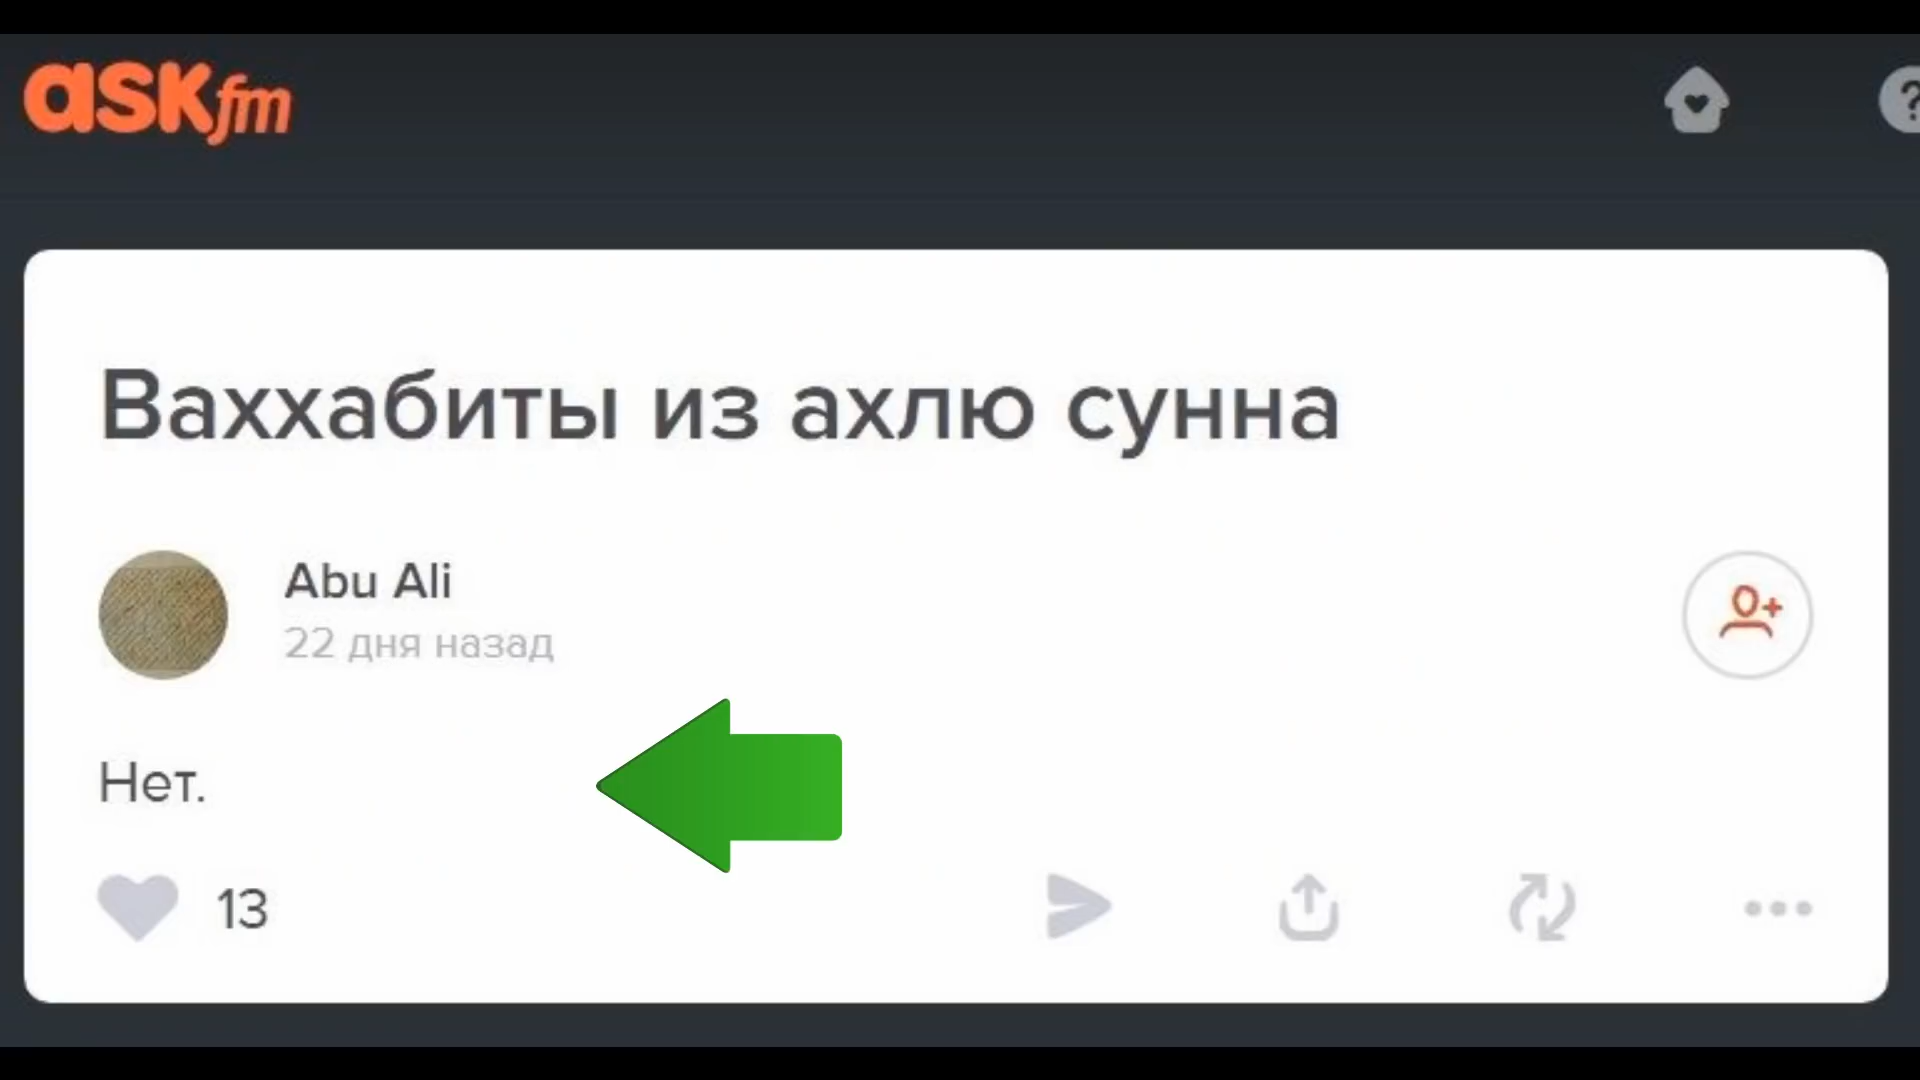 ASKfm
?
Ваххабиты из ахлю сунна
Abu Ali
22 дня назад
Нет.
13